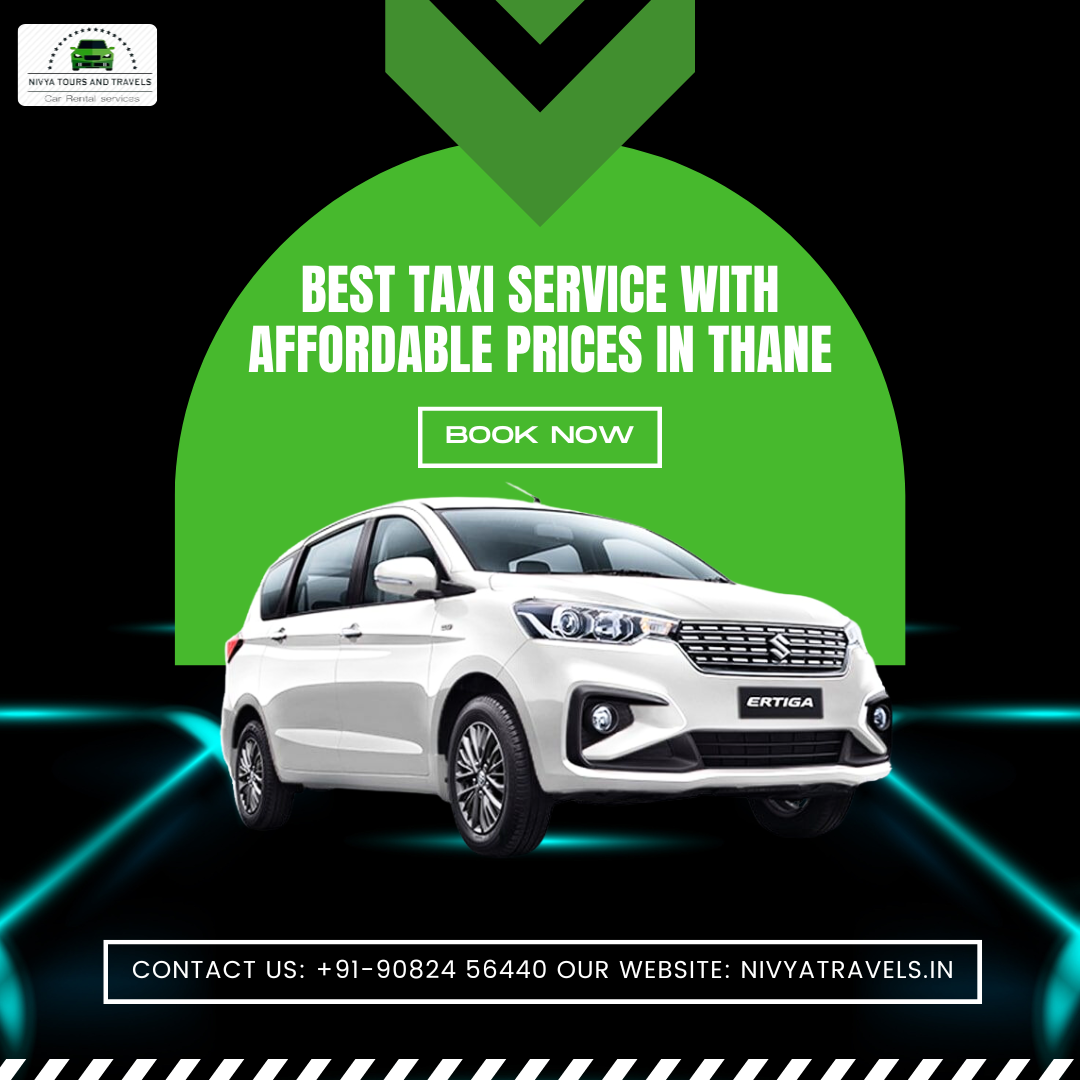 NIVYA TOURS AND TRAVELS
Car Rental services
BEST TAXI SERVICE WITH
AFFORDABLE PRICES IN THANE
BOOK NOW
ERTIGA
CONTACT US: +91-90824 56440 OUR WEBSITE: NIVYATRAVELS.IN